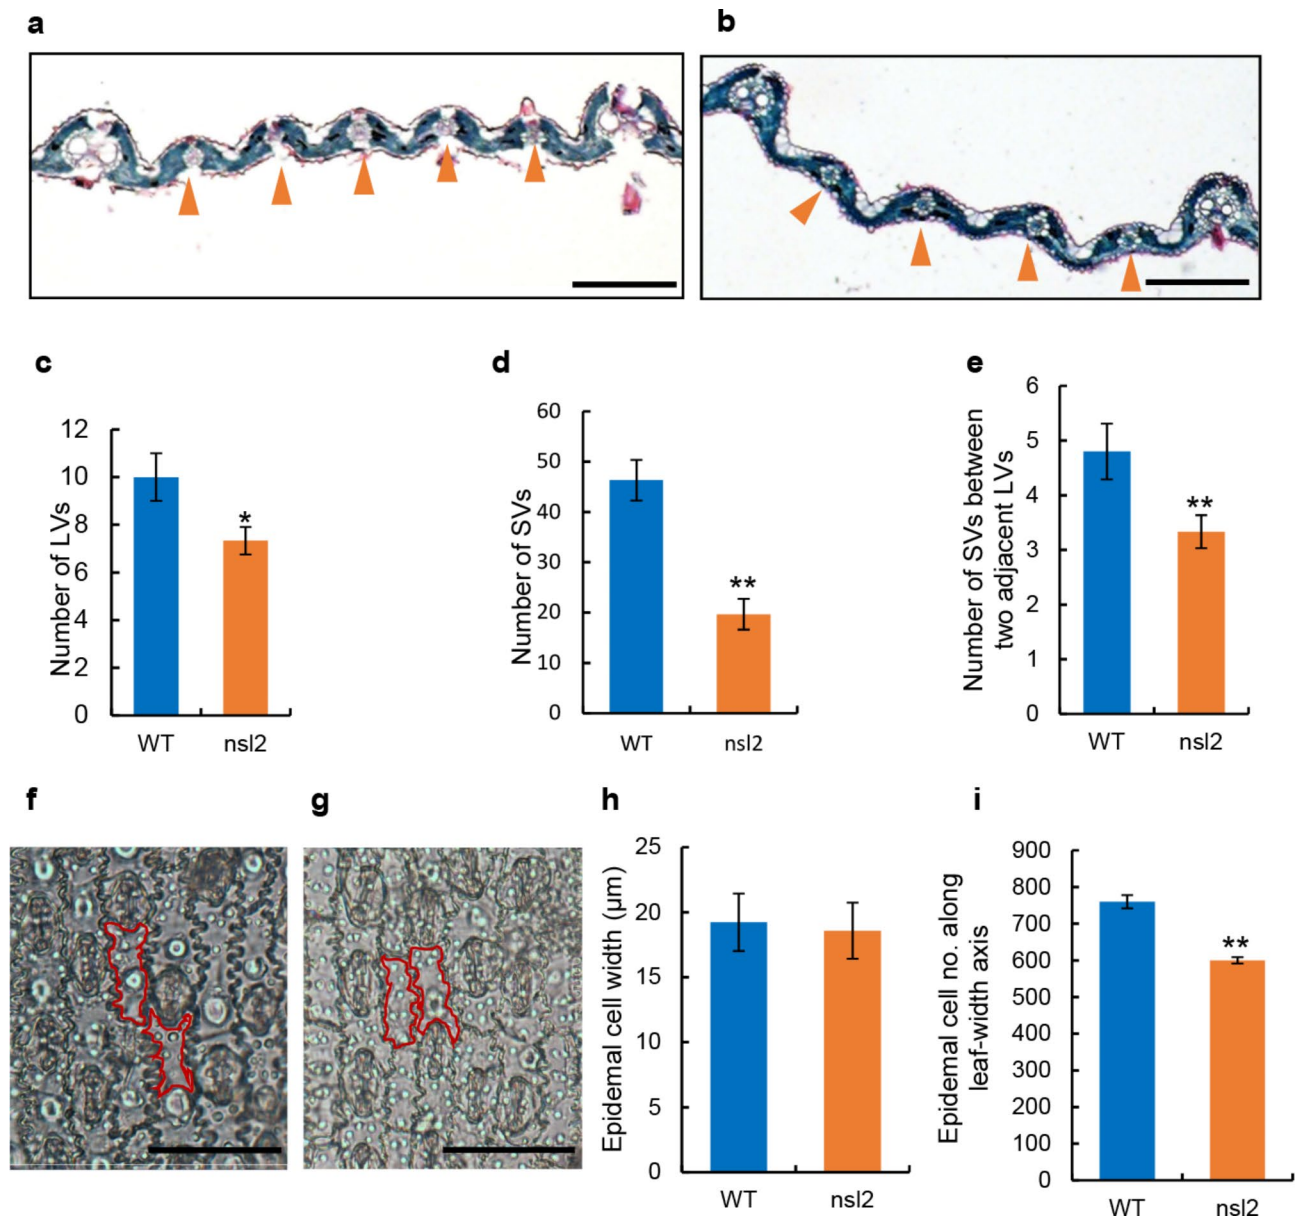 a
b
c
d
e
12
10
8
6
4
2
0
Number of LVs
*
WT
nsl2
60
50
40
30
20
10
0
Number of SVs
**
WT
nsl2
6
5
4
3
2
1
0
Number of SVs between
two adjacent LVs
**
WT
nsl2
f
g
h
i
25
20
15
10
5
0
Epidemal cell width (μm)
WT
nsl2
900
800
700
600
500
400
300
200
100
0
Epidemal cell no. along
leaf-width axis
**
WT
nsl2